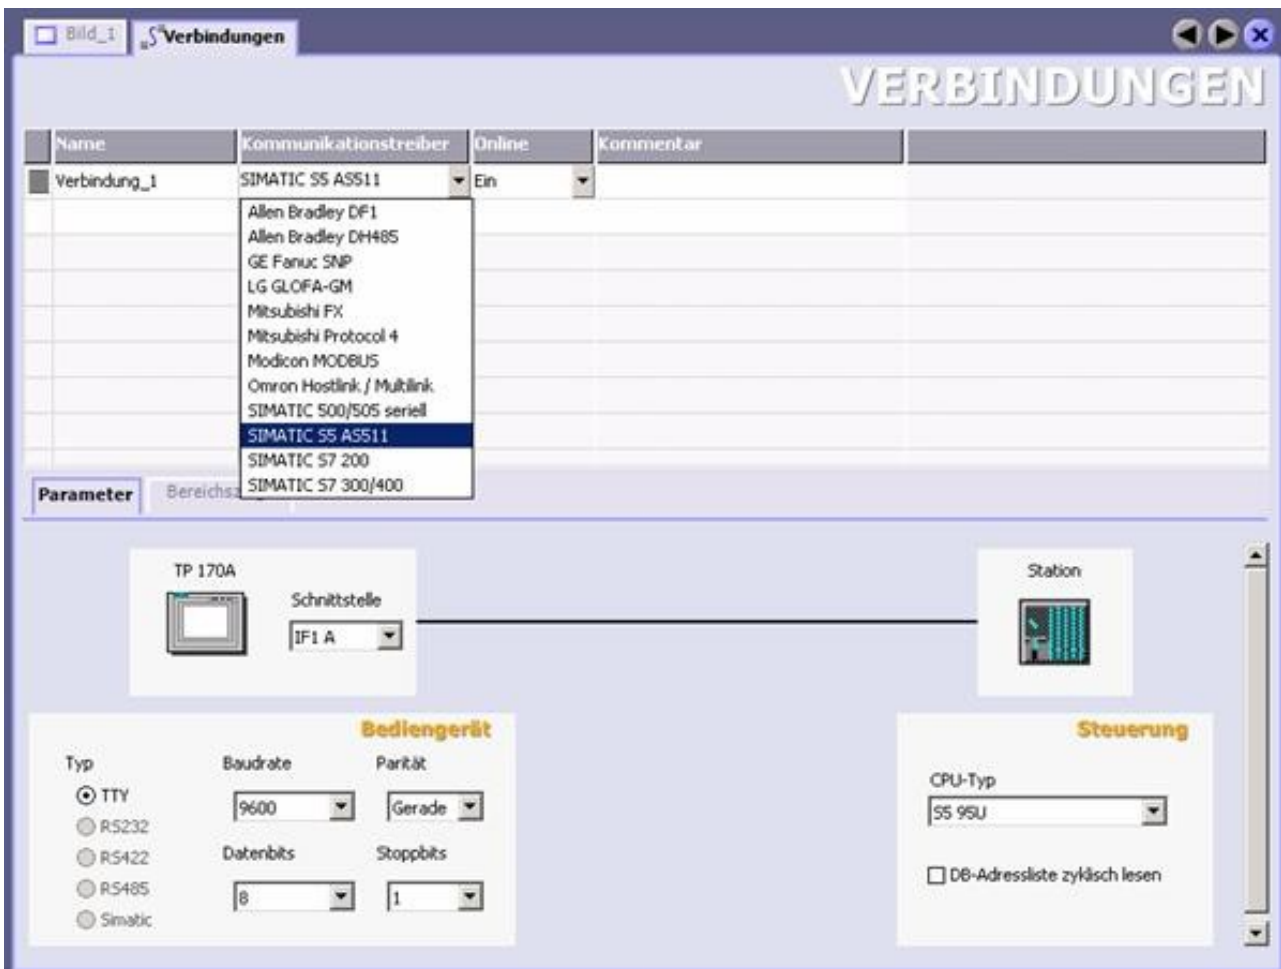 Bild_1 Verbindungen
VERBINDUNGEN
Name Kommunikationstreiber Online Kommentar
Verbindung_1 SIMATIC S5 AS511 Ein
Allen Bradley DF1
Allen Bradley DH485
GE Fanuc SNP
LG GLOFA-GM
Mitsubishi FX
Mitsubishi Protocol 4
Modicon MODBUS
Omron Hostlink / Multilink
SIMATIC 500/505 seriell
SIMATIC S5 AS511
SIMATIC S7 200
SIMATIC S7 300/400
Parameter
TP 170A
Schnittstelle
IF1 A
Station
Bediengerät
Typ Baudrate Parität
TTY 9600 Gerade
RS232
RS422 Datenbits Stoppbits
RS485 8 1
Simatic
Steuerung
CPU-Typ
S5 95U
DB-Adressliste zyklisch lesen